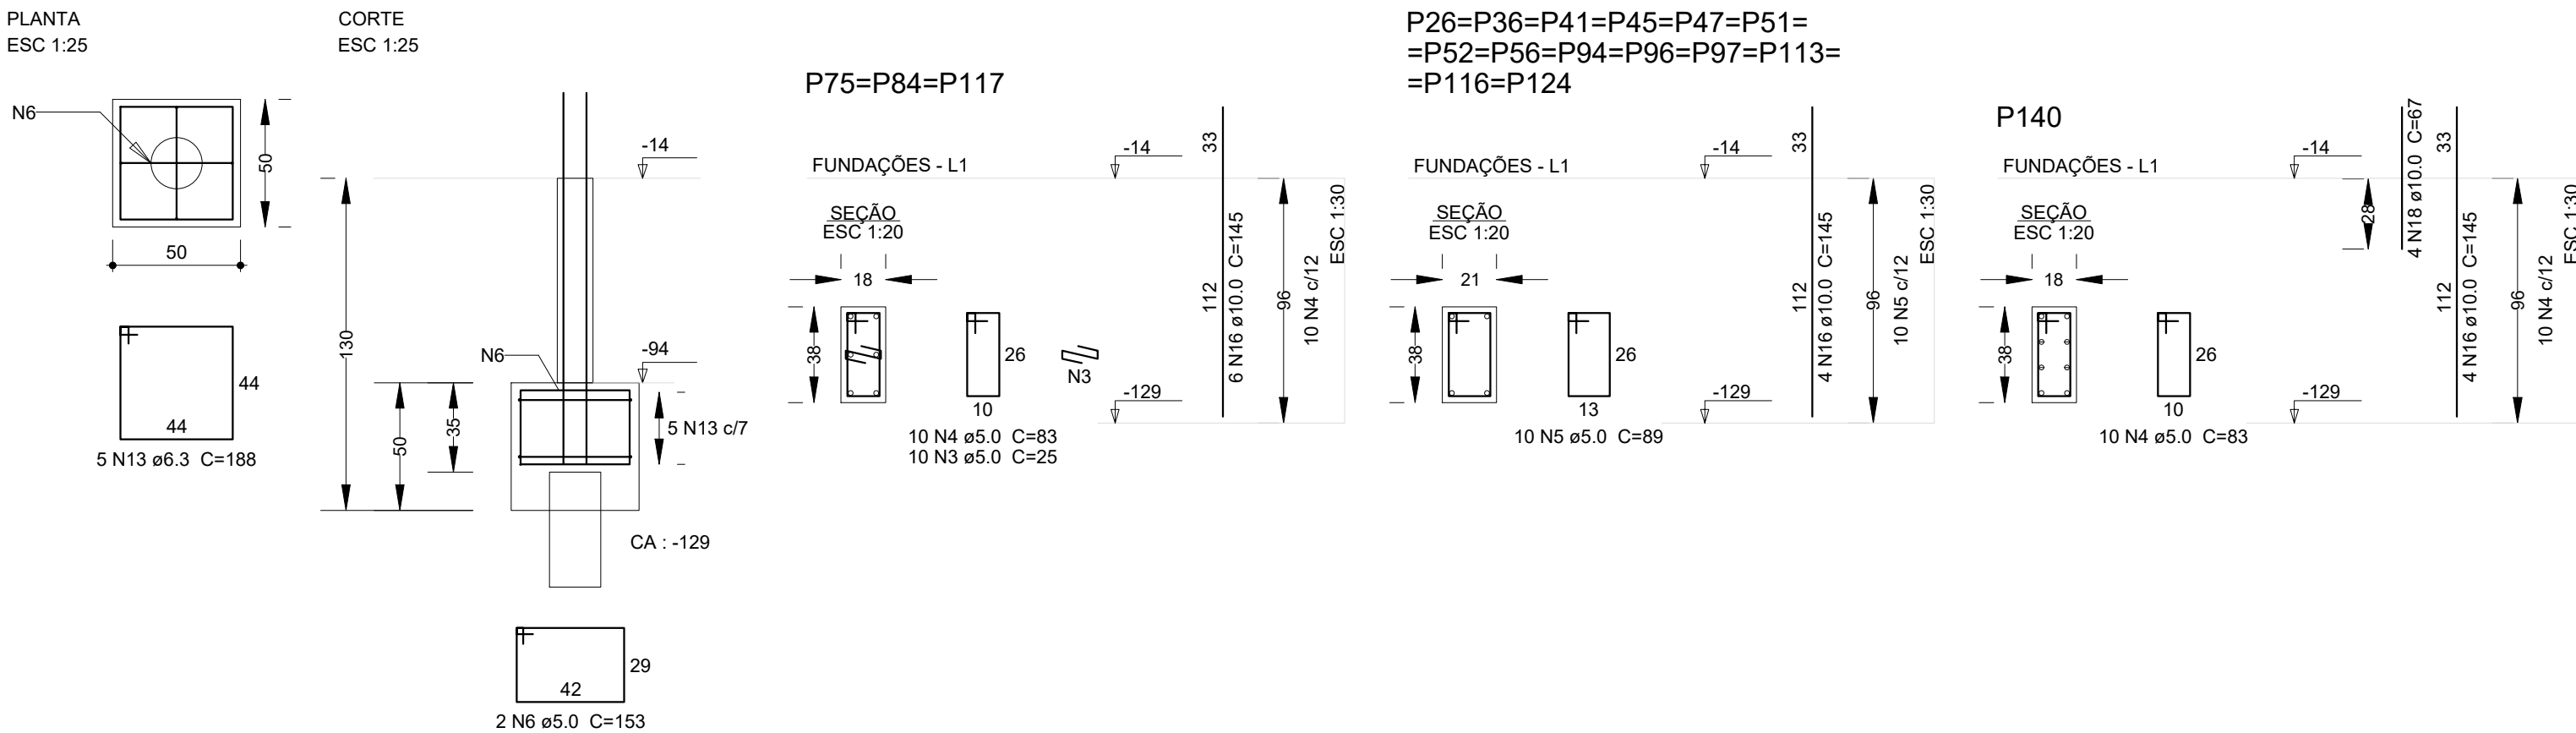 PLANTA
ESC 1:25
N6
50
50
44
44
5 N13 ø6.3 C=188
CORTE
ESC 1:25
-14
130
N6
-94
50
35
5 N13 c/7
CA : -129
29
42
2 N6 ø5.0 C=153
P75=P84=P117
FUNDAÇÕES - L1
-14
SEÇÃO
ESC 1:20
18
38
26
10
N3
10 N4 ø5.0 C=83
10 N3 ø5.0 C=25
-129
33
112
6 N16 ø10.0 C=145
96
10 N4 c/12
ESC 1:30
P26=P36=P41=P45=P47=P51=
=P52=P56=P94=P96=P97=P113=
=P116=P124
FUNDAÇÕES - L1
-14
SEÇÃO
ESC 1:20
21
38
26
13
10 N5 ø5.0 C=89
-129
33
112
4 N16 ø10.0 C=145
96
10 N5 c/12
ESC 1:30
P140
FUNDAÇÕES - L1
-14
SEÇÃO
ESC 1:20
18
38
26
10
10 N4 ø5.0 C=83
-129
28
4 N18 ø10.0 C=67
33
112
4 N16 ø10.0 C=145
96
10 N4 c/12
ESC 1:30